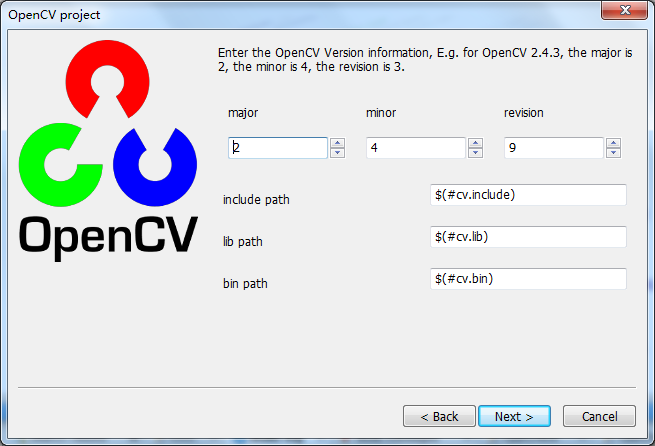 OpenCV project
Enter the OpenCV Version information, E.g. for OpenCV 2.4.3, the major is
2, the minor is 4, the revision is 3.
major minor revision
2 4 9
include path $(#cv.include)
lib path $(#cv.lib)
bin path $(#cv.bin)
OpenCV
< Back Next > Cancel